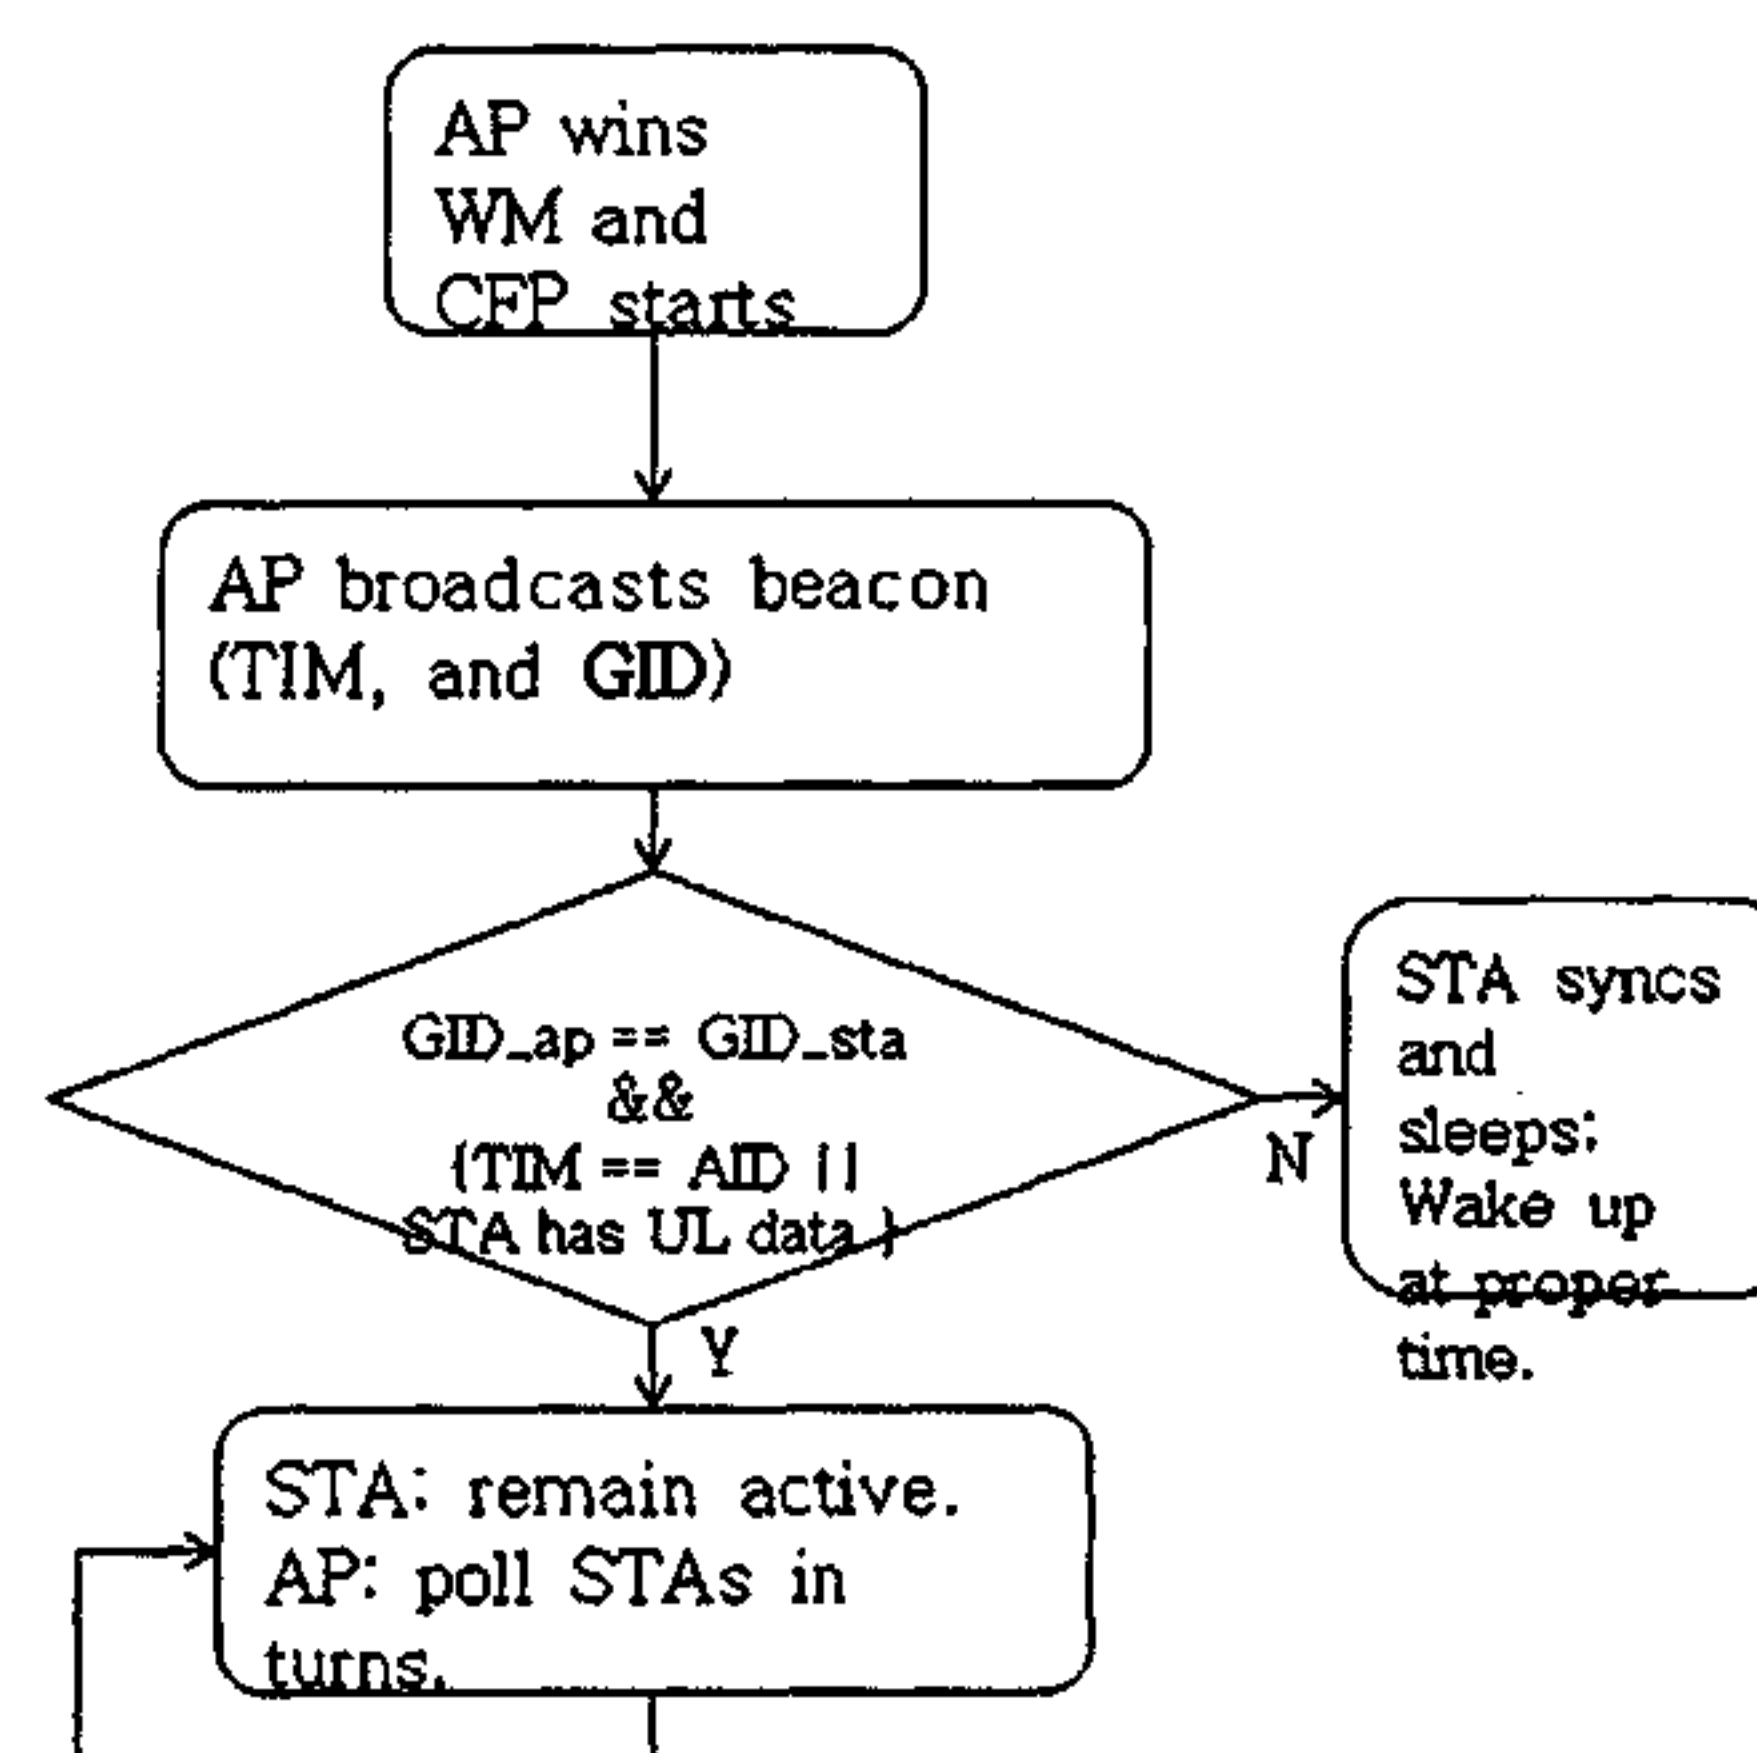 AP wins
WM and
CFP starts
AP broadcasts beacon
(TIM, and GID)
GID_ap == GID_sta
&&
(TIM == AID ||
STA has UL data )
N
STA syncs
and
sleeps:
Wake up
at proper
time.
Y
STA: remain active.
AP: poll STAs in
turns.